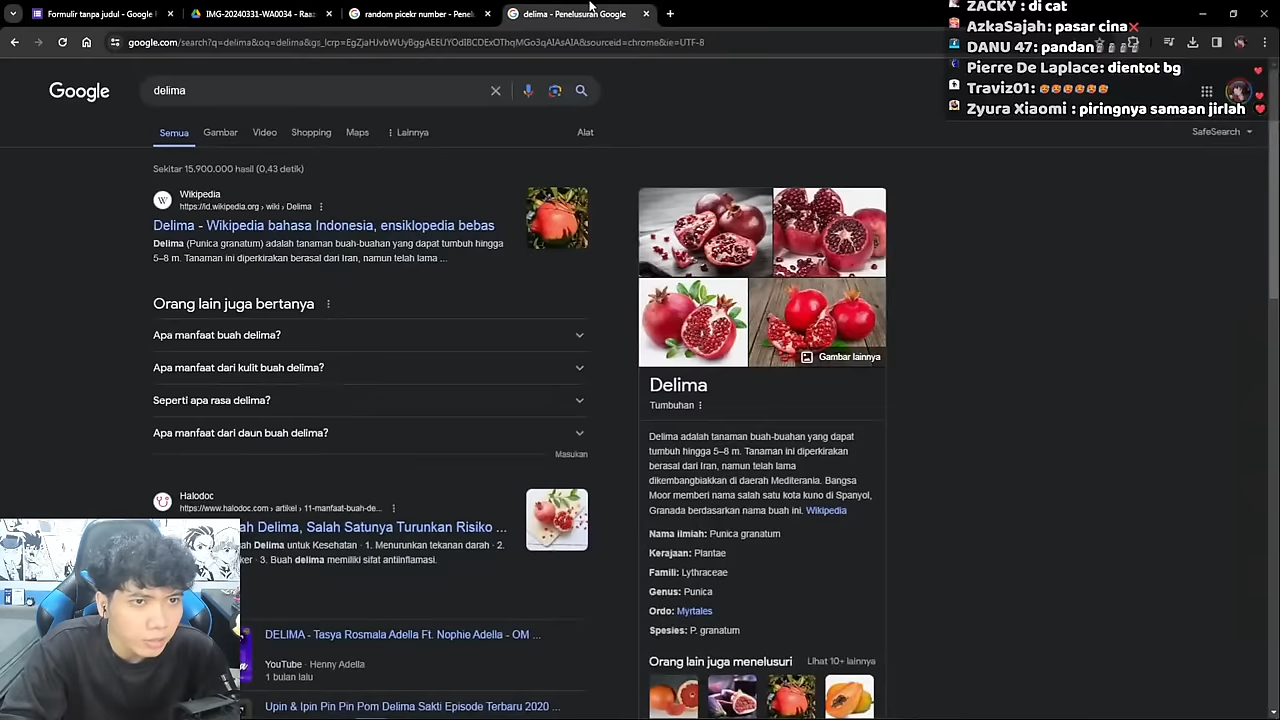 Formulir tanpa judul - Google
IMG-20240331-WA0034 - Raaz
random picekr number - Penel
delima - Penelusuran Google
google.com/search?q=delima&oq=delima&gs_lcrp=EgZjaHJvbWUyBggAEEUYOdIBCDExOThqMGo3qAIAsAIA&sourceid=chrome&ie=UTF-8
ZACKY : di cat
AzkaSajah: pasar cina
DANU 47: pandan
Pierre De Laplace: dientot bg
Traviz01:
Zyura Xiaomi : piringnya samaan jirlah
Google
delima
Semua
Gambar
Video
Shopping
Maps
Lainnya
Alat
SafeSearch
Sekitar 15.900.000 hasil (0,43 detik)
W
Wikipedia
https://id.wikipedia.org › wiki › Delima
Delima - Wikipedia bahasa Indonesia, ensiklopedia bebas
Delima (Punica granatum) adalah tanaman buah-buahan yang dapat tumbuh hingga
5–8 m. Tanaman ini diperkirakan berasal dari Iran, namun telah lama ...
Orang lain juga bertanya
Apa manfaat buah delima?
Apa manfaat dari kulit buah delima?
Seperti apa rasa delima?
Apa manfaat dari daun buah delima?
Masukan
Halodoc
https://www.halodoc.com › artikel › 11-manfaat-buah-de...
ah Delima, Salah Satunya Turunkan Risiko ...
ah Delima untuk Kesehatan · 1. Menurunkan tekanan darah · 2.
ker · 3. Buah delima memiliki sifat antiinflamasi.
DELIMA - Tasya Rosmala Adella Ft. Nophie Adella - OM ...
YouTube · Henny Adella
1 bulan lalu
Upin & Ipin Pin Pin Pom Delima Sakti Episode Terbaru 2020 ...
Gambar lainnya
Delima
Tumbuhan
Delima adalah tanaman buah-buahan yang dapat
tumbuh hingga 5–8 m. Tanaman ini diperkirakan
berasal dari Iran, namun telah lama
dikembangbiakkan di daerah Mediterania. Bangsa
Moor memberi nama salah satu kota kuno di Spanyol,
Granada berdasarkan nama buah ini. Wikipedia
Nama ilmiah: Punica granatum
Kerajaan: Plantae
Famili: Lythraceae
Genus: Punica
Ordo: Myrtales
Spesies: P. granatum
Orang lain juga menelusuri
Lihat 10+ lainnya